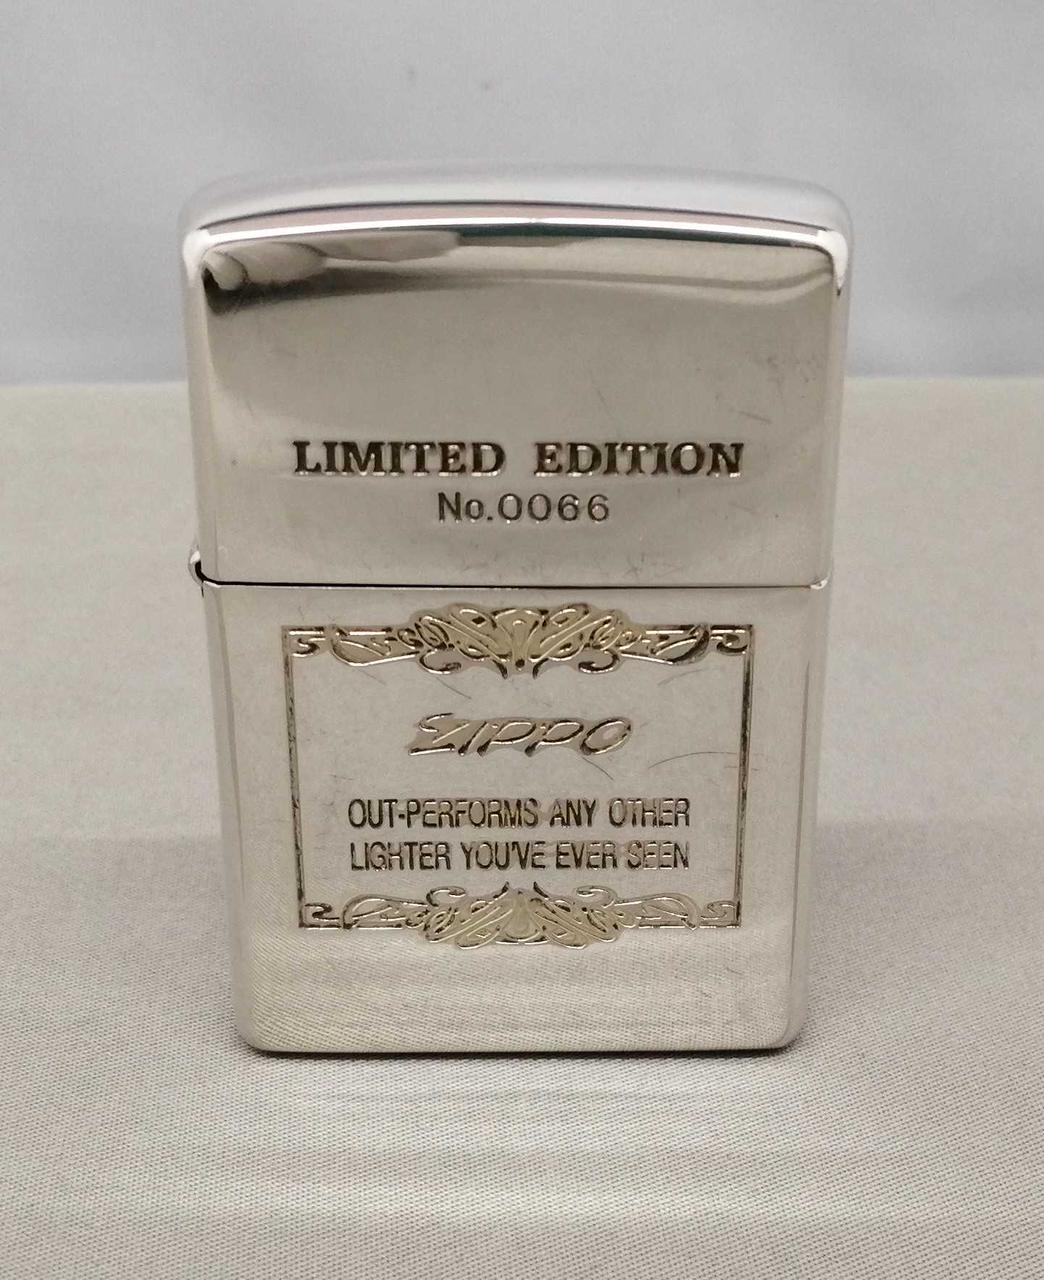 LIMITED EDITION
No.0066
ZIPPO
OUT-PERFORMS ANY OTHER
LIGHTER YOU'VE EVER SEEN